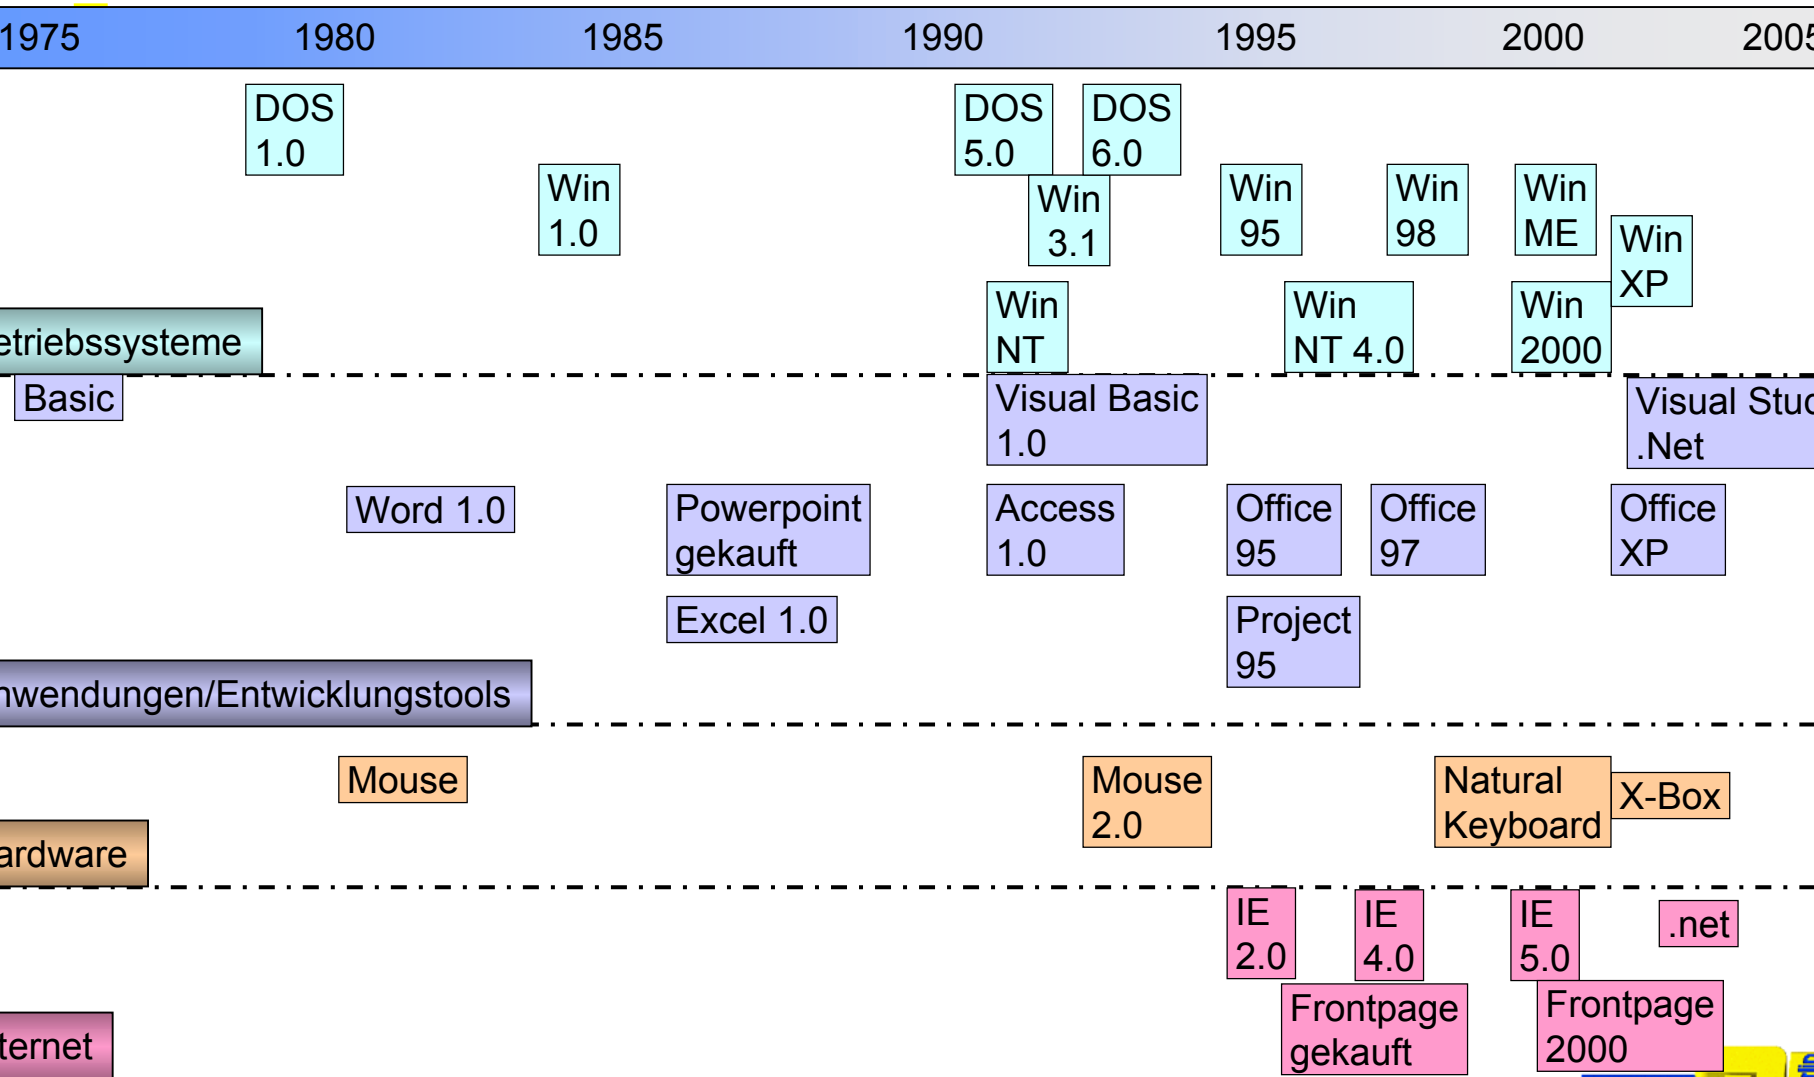 1975 1980 1985 1990 1995 2000 2005
DOS
1.0
DOS
5.0
DOS
6.0
Win
1.0
Win
3.1
Win
95
Win
98
Win
ME
Win
XP
Win
NT
Win
NT 4.0
Win
2000
etriebssysteme
Basic
Visual Basic
1.0
Visual Stud
.Net
Word 1.0
Powerpoint
gekauft
Access
1.0
Office
95
Office
97
Office
XP
Excel 1.0
Project
95
nwendungen/Entwicklungstools
Mouse
Mouse
2.0
Natural
Keyboard
X-Box
ardware
IE
2.0
IE
4.0
IE
5.0
.net
Frontpage
gekauft
Frontpage
2000
ternet